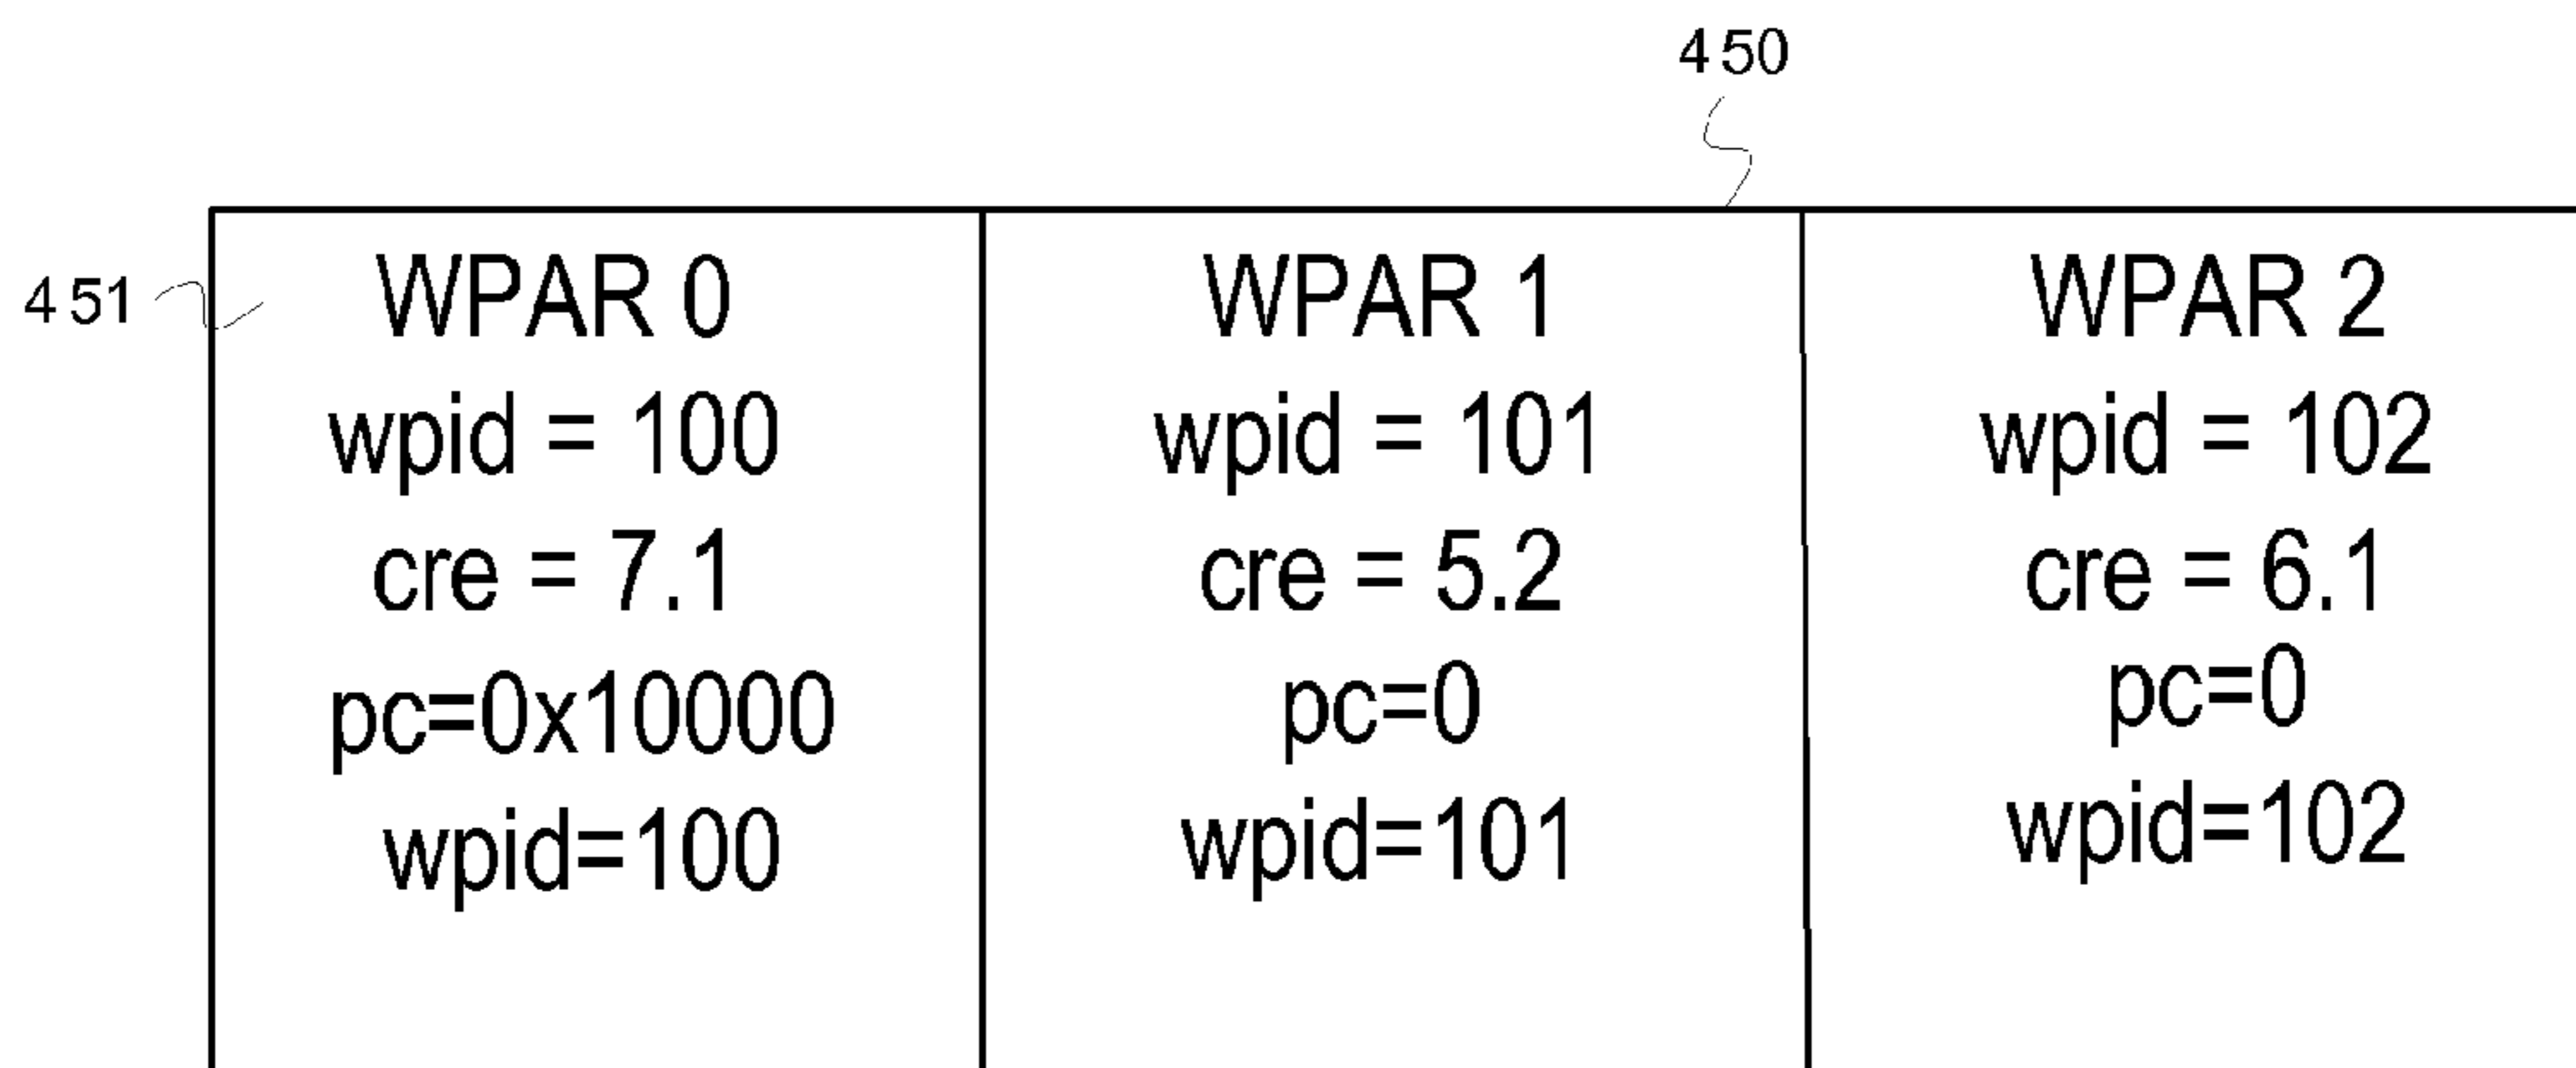 450
451
WPAR 0
wpid = 100
cre = 7.1
pc=0x10000
wpid=100
WPAR 1
wpid = 101
cre = 5.2
pc=0
wpid=101
WPAR 2
wpid = 102
cre = 6.1
pc=0
wpid=102